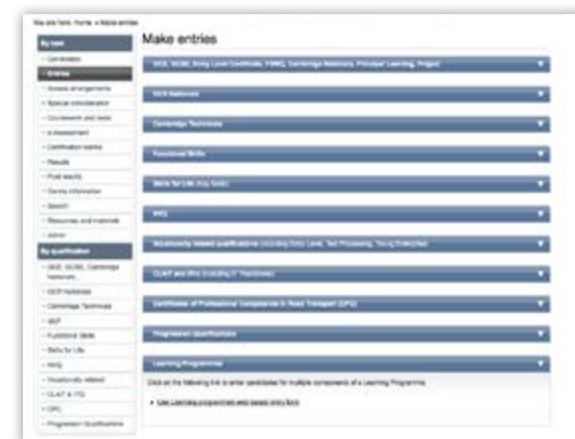 You are here: Home > Make entries
By task
Make entries
- Candidates
- Entries
- Access arrangements
- Special consideration
- Coursework and tests
- e-assessment
- Certification claims
- Results
- Post results
- Centre information
- Search
- Resources and materials
- Admin
By qualification
- GCE, GCSE, Cambridge Nationals...
- OCR Nationals
- Cambridge Technicals
- Functional Skills
- Skills for Life
- NVQ
- Vocationally related
- CLAiT & ITQ
- CPC
- Progression Qualifications
GCE, GCSE, Entry Level Certificate, FSMQ, Cambridge Nationals, Principal Learning, Project
OCR Nationals
Cambridge Technicals
Functional Skills
Skills for Life (Key Skills)
NVQ
Vocationally related qualifications (including Entry Level, Text Processing, Young Enterprise)
CLAiT and iPro (including IT Practitioner)
Certificates of Professional Competence in Road Transport (CPC)
Progression Qualifications
Learning Programmes
Click on the following link to enter candidates for multiple components of a Learning Programme.
• Use Learning programmes web based entry form